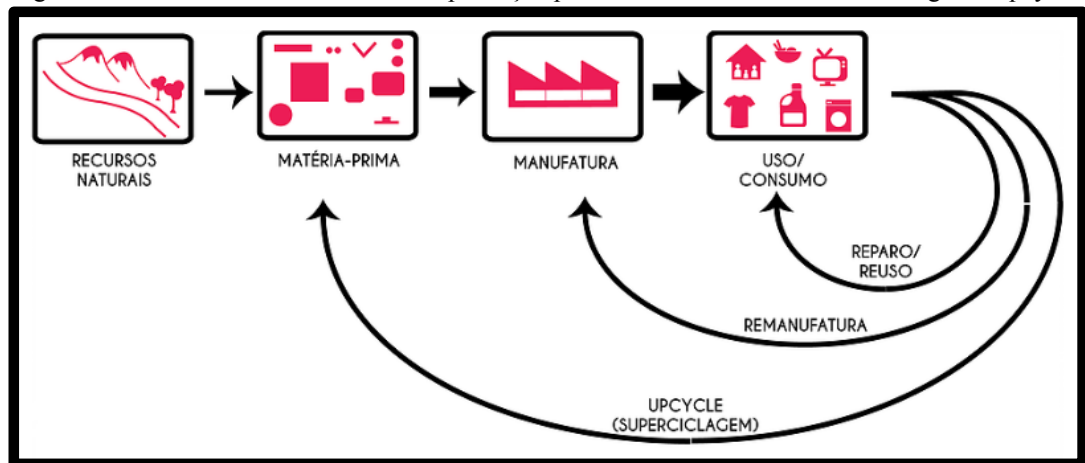 RECURSOS
NATURAIS
MATÉRIA-PRIMA
MANUFATURA
USO/
CONSUMO
REPARO/
REUSO
REMANUFATURA
UPCYCLE
(SUPERCICLAGEM)